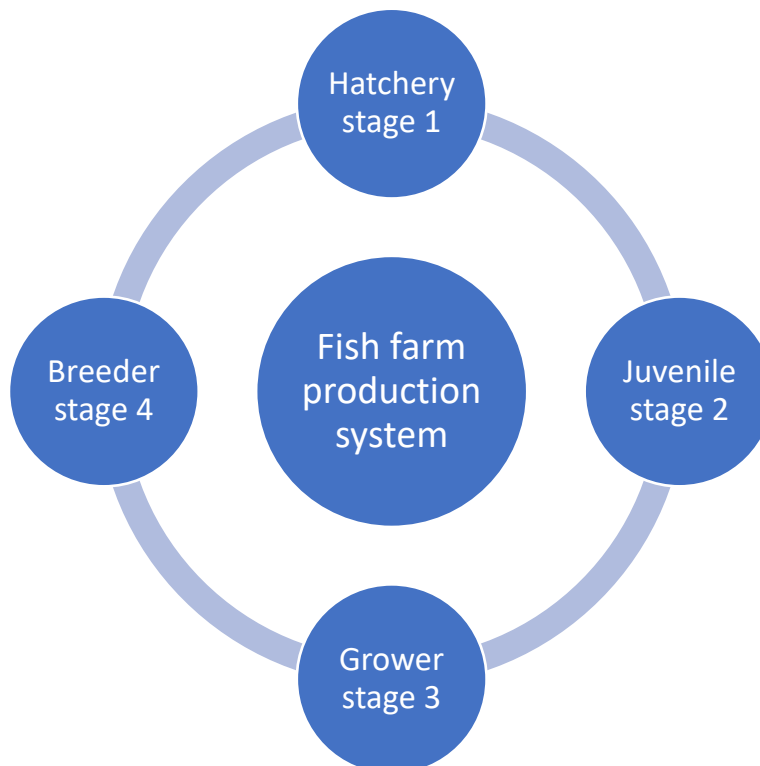 Hatchery
stage 1
Fish farm
production
system
Breeder
stage 4
Juvenile
stage 2
Grower
stage 3